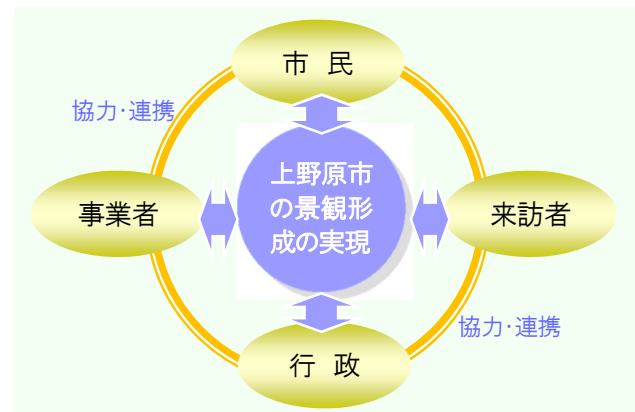 市 民
協力・連携
上野原市
の景観形
成の実現
事業者
来訪者
協力・連携
行 政